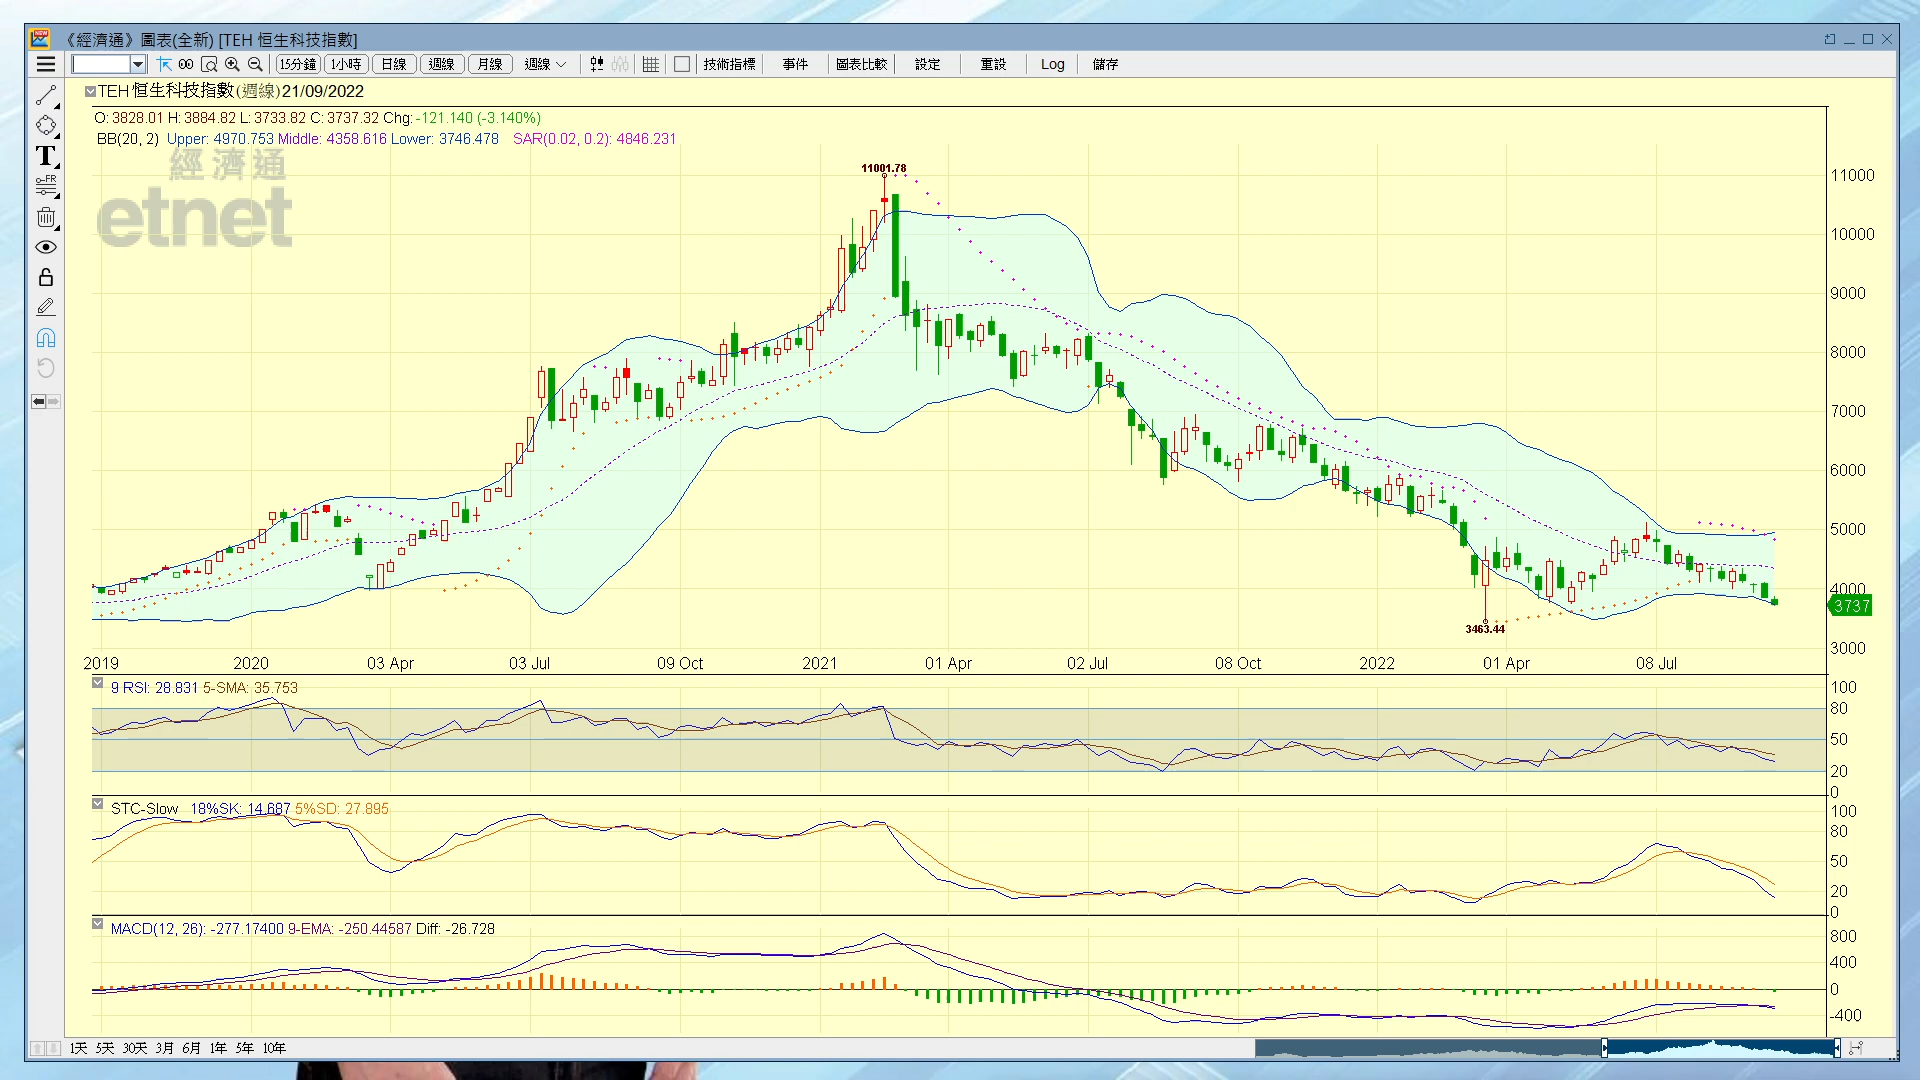 《經濟通》圖表(全新) [TEH 恒生科技指數]
15分鐘 1小時 日線 週線 月線 週線 技術指標 事件 圖表比較 設定 重設 Log 儲存
TEH 恒生科技指數(週線)21/09/2022
O: 3828.01 H: 3884.82 L: 3733.82 C: 3737.32 Chg:-121.140 (-3.140%)
BB(20, 2) Upper: 4970.753 Middle: 4358.616 Lower: 3746.478 SAR(0.02, 0.2): 4846.231
T
FR
經濟通
etnet
11001.78
3463.44
11000
10000
9000
8000
7000
6000
5000
4000
3737
3000
2019 2020 03 Apr 03 Jul 09 Oct 2021 01 Apr 02 Jul 08 Oct 2022 01 Apr 08 Jul
9 RSI: 28.831 5-SMA: 35.753
100
80
50
20
0
STC-Slow 18%SK: 14.687 5%SD: 27.895
100
80
50
20
0
MACD(12, 26): -277.17400 9-EMA: -250.44587 Diff: -26.728
800
400
0
-400
1天 5天 30天 3月 6月 1年 5年 10年